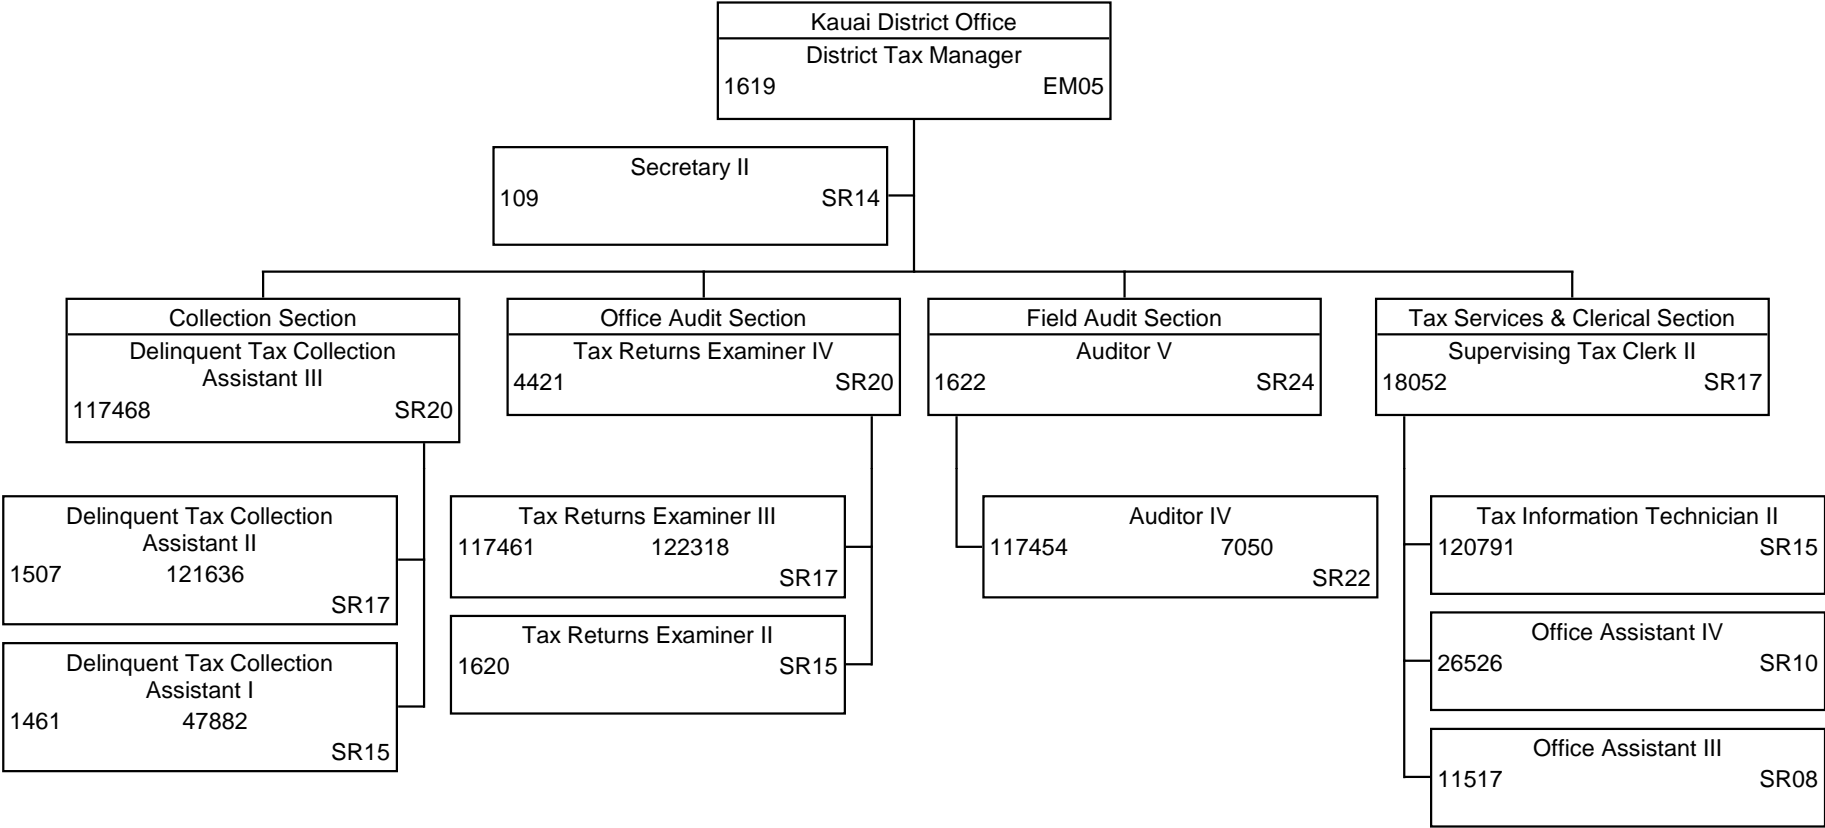 Kauai District Office
District Tax Manager
1619 EM05
Secretary II
109 SR14
Collection Section
Delinquent Tax Collection
Assistant III
117468 SR20
Office Audit Section
Tax Returns Examiner IV
4421 SR20
Field Audit Section
Auditor V
1622 SR24
Tax Services & Clerical Section
Supervising Tax Clerk II
18052 SR17
Delinquent Tax Collection
Assistant II
1507 121636
SR17
Delinquent Tax Collection
Assistant I
1461 47882
SR15
Tax Returns Examiner III
117461 122318
SR17
Tax Returns Examiner II
1620 SR15
Auditor IV
117454 7050
SR22
Tax Information Technician II
120791 SR15
Office Assistant IV
26526 SR10
Office Assistant III
11517 SR08